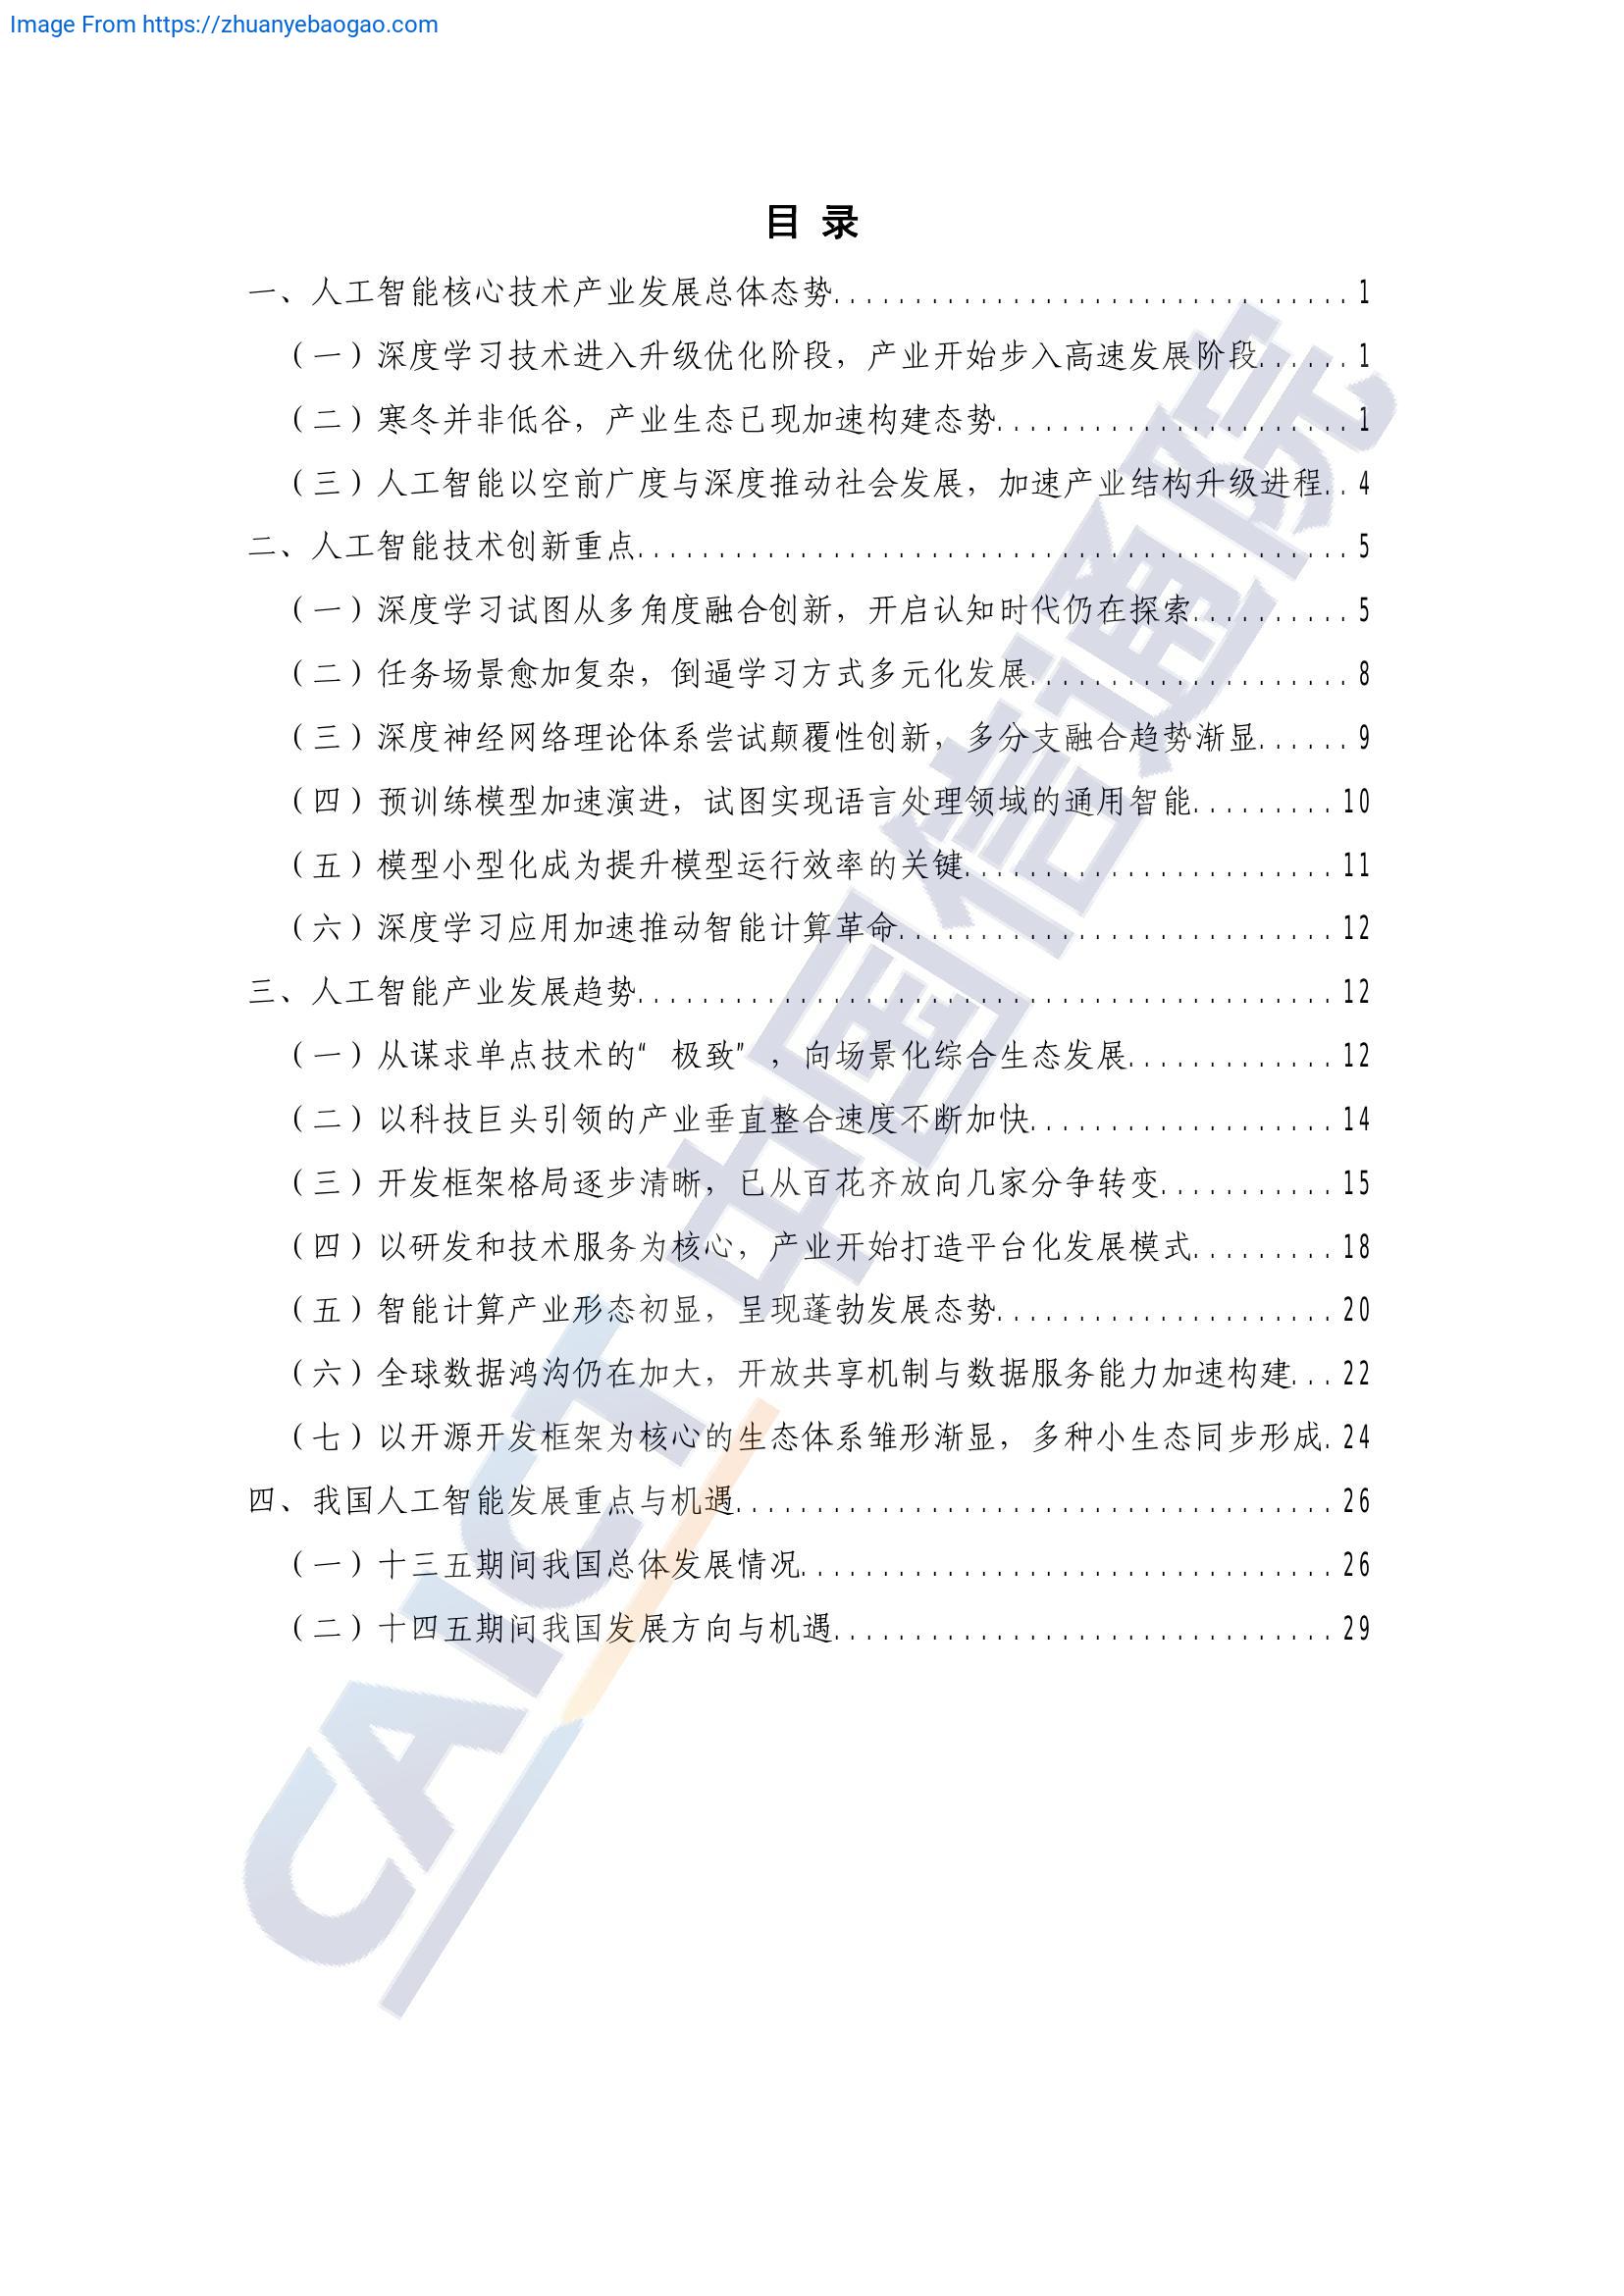 Image From https://zhuanyebaogao.com
目 录
一、人工智能核心技术产业发展总体态势................................ 1
（一）深度学习技术进入升级优化阶段，产业开始步入高速发展阶段...... 1
（二）寒冬并非低谷，产业生态已现加速构建态势..................... 1
（三）人工智能以空前广度与深度推动社会发展，加速产业结构升级进程.. 4
二、人工智能技术创新重点............................................ 5
（一）深度学习试图从多角度融合创新，开启认知时代仍在探索.......... 5
（二）任务场景愈加复杂，倒逼学习方式多元化发展.................... 8
（三）深度神经网络理论体系尝试颠覆性创新，多分支融合趋势渐显...... 9
（四）预训练模型加速演进，试图实现语言处理领域的通用智能......... 10
（五）模型小型化成为提升模型运行效率的关键....................... 11
（六）深度学习应用加速推动智能计算革命........................... 12
三、人工智能产业发展趋势........................................... 12
（一）从谋求单点技术的“ 极致” ，向场景化综合生态发展............. 12
（二）以科技巨头引领的产业垂直整合速度不断加快................... 14
（三）开发框架格局逐步清晰，已从百花齐放向几家分争转变........... 15
（四）以研发和技术服务为核心，产业开始打造平台化发展模式......... 18
（五）智能计算产业形态初显，呈现蓬勃发展态势..................... 20
（六）全球数据鸿沟仍在加大，开放共享机制与数据服务能力加速构建... 22
（七）以开源开发框架为核心的生态体系雏形渐显，多种小生态同步形成. 24
四、我国人工智能发展重点与机遇..................................... 26
（一）十三五期间我国总体发展情况................................. 26
（二）十四五期间我国发展方向与机遇............................... 29
CAICT 中国信通院